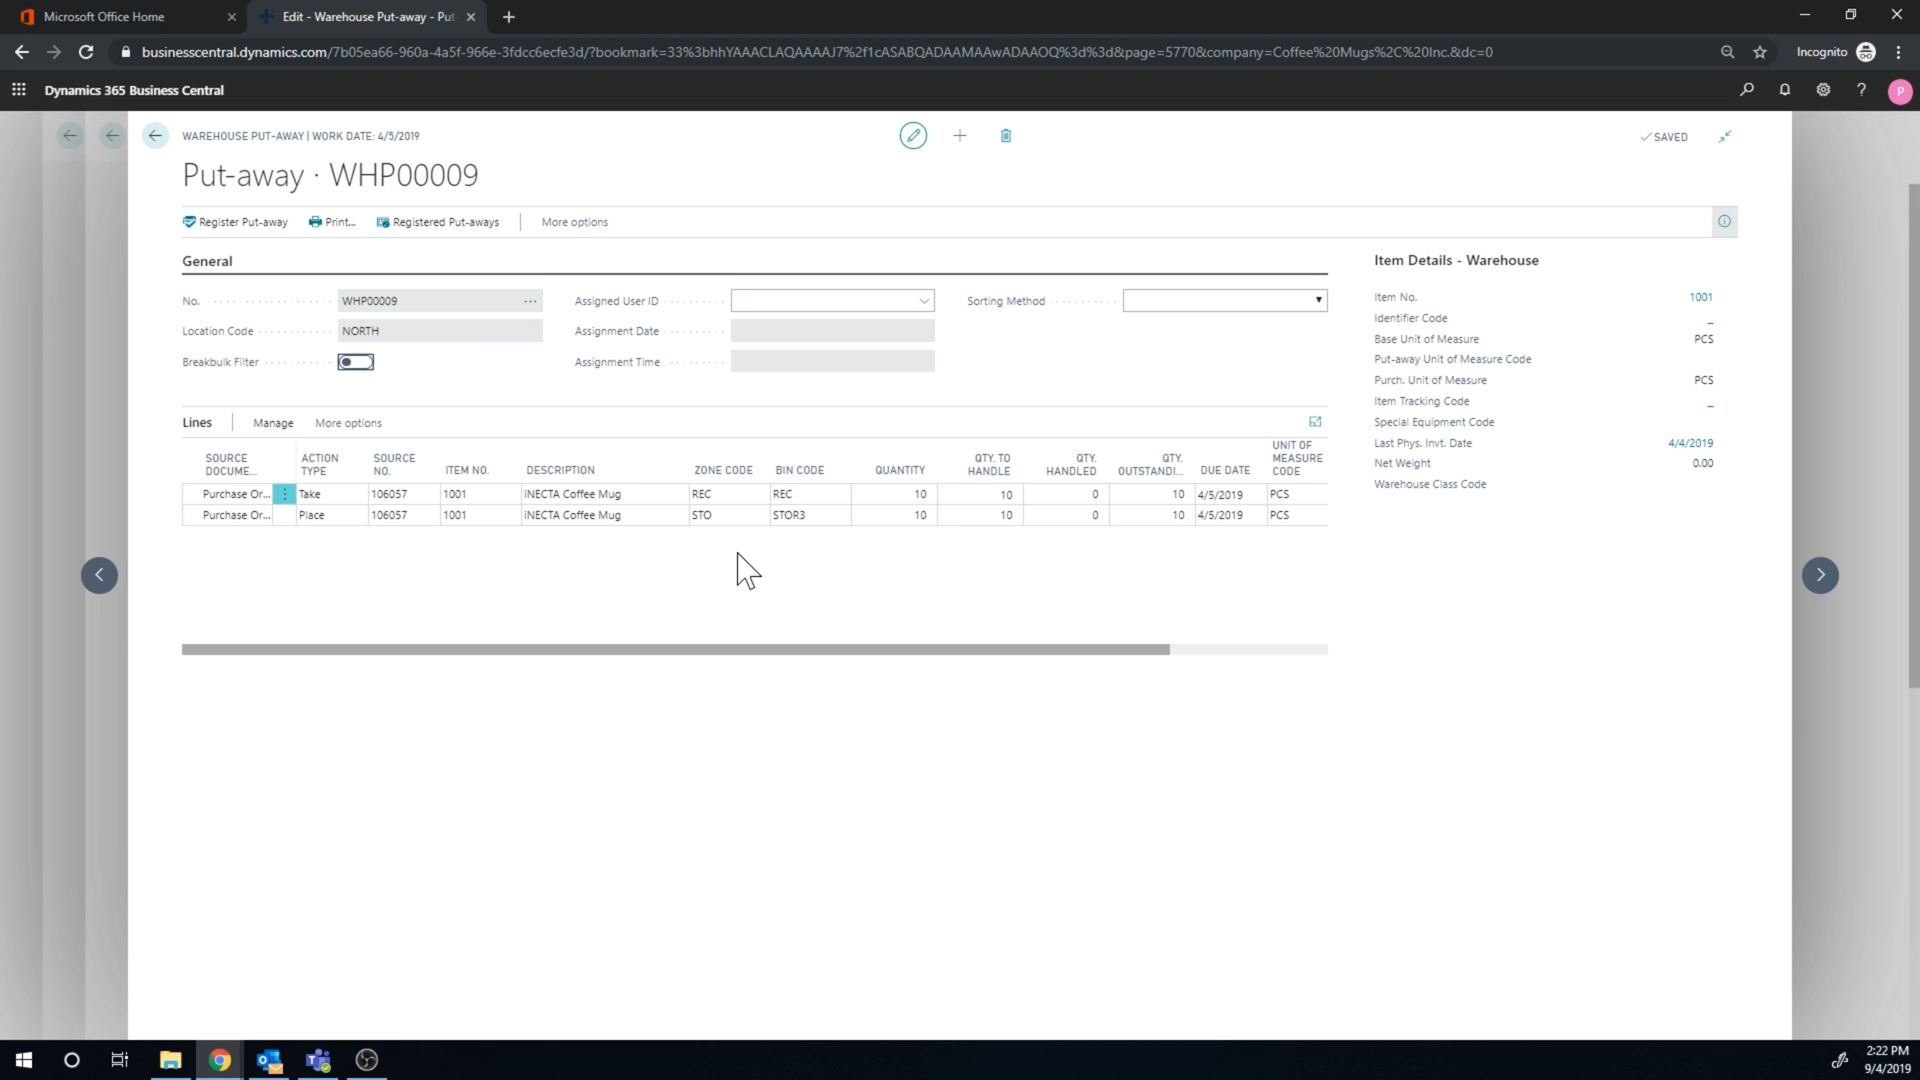 Microsoft Office Home
Edit - Warehouse Put-away - Put
businesscentral.dynamics.com/7b05ea66-960a-4a5f-966e-3fdcc6ecfe3d/?bookmark=33%3bhhYAAACLAQAAAAJ7%2f1cASABQADAAMAAwADAAOQ%3d%3d&page=5770&company=Coffee%20Mugs%2C%20Inc.&dc=0
Incognito
Dynamics 365 Business Central
P
WAREHOUSE PUT-AWAY | WORK DATE: 4/5/2019
SAVED
Put-away · WHP00009
Register Put-away Print... Registered Put-aways More options
General
No. WHP00009 ...
Assigned User ID
Sorting Method
Location Code NORTH
Assignment Date
Breakbulk Filter
Assignment Time
Lines Manage More options
SOURCE DOCUME... ACTION TYPE SOURCE NO. ITEM NO. DESCRIPTION ZONE CODE BIN CODE QUANTITY QTY. TO HANDLE QTY. HANDLED QTY. OUTSTANDI... DUE DATE UNIT OF MEASURE CODE
Purchase Or... Take 106057 1001 iNECTA Coffee Mug REC REC 10 10 0 10 4/5/2019 PCS
Purchase Or... Place 106057 1001 iNECTA Coffee Mug STO STOR3 10 10 0 10 4/5/2019 PCS
Item Details - Warehouse
Item No. 1001
Identifier Code _
Base Unit of Measure PCS
Put-away Unit of Measure Code
Purch. Unit of Measure PCS
Item Tracking Code _
Special Equipment Code
Last Phys. Invt. Date 4/4/2019
Net Weight 0.00
Warehouse Class Code
2:22 PM
9/4/2019